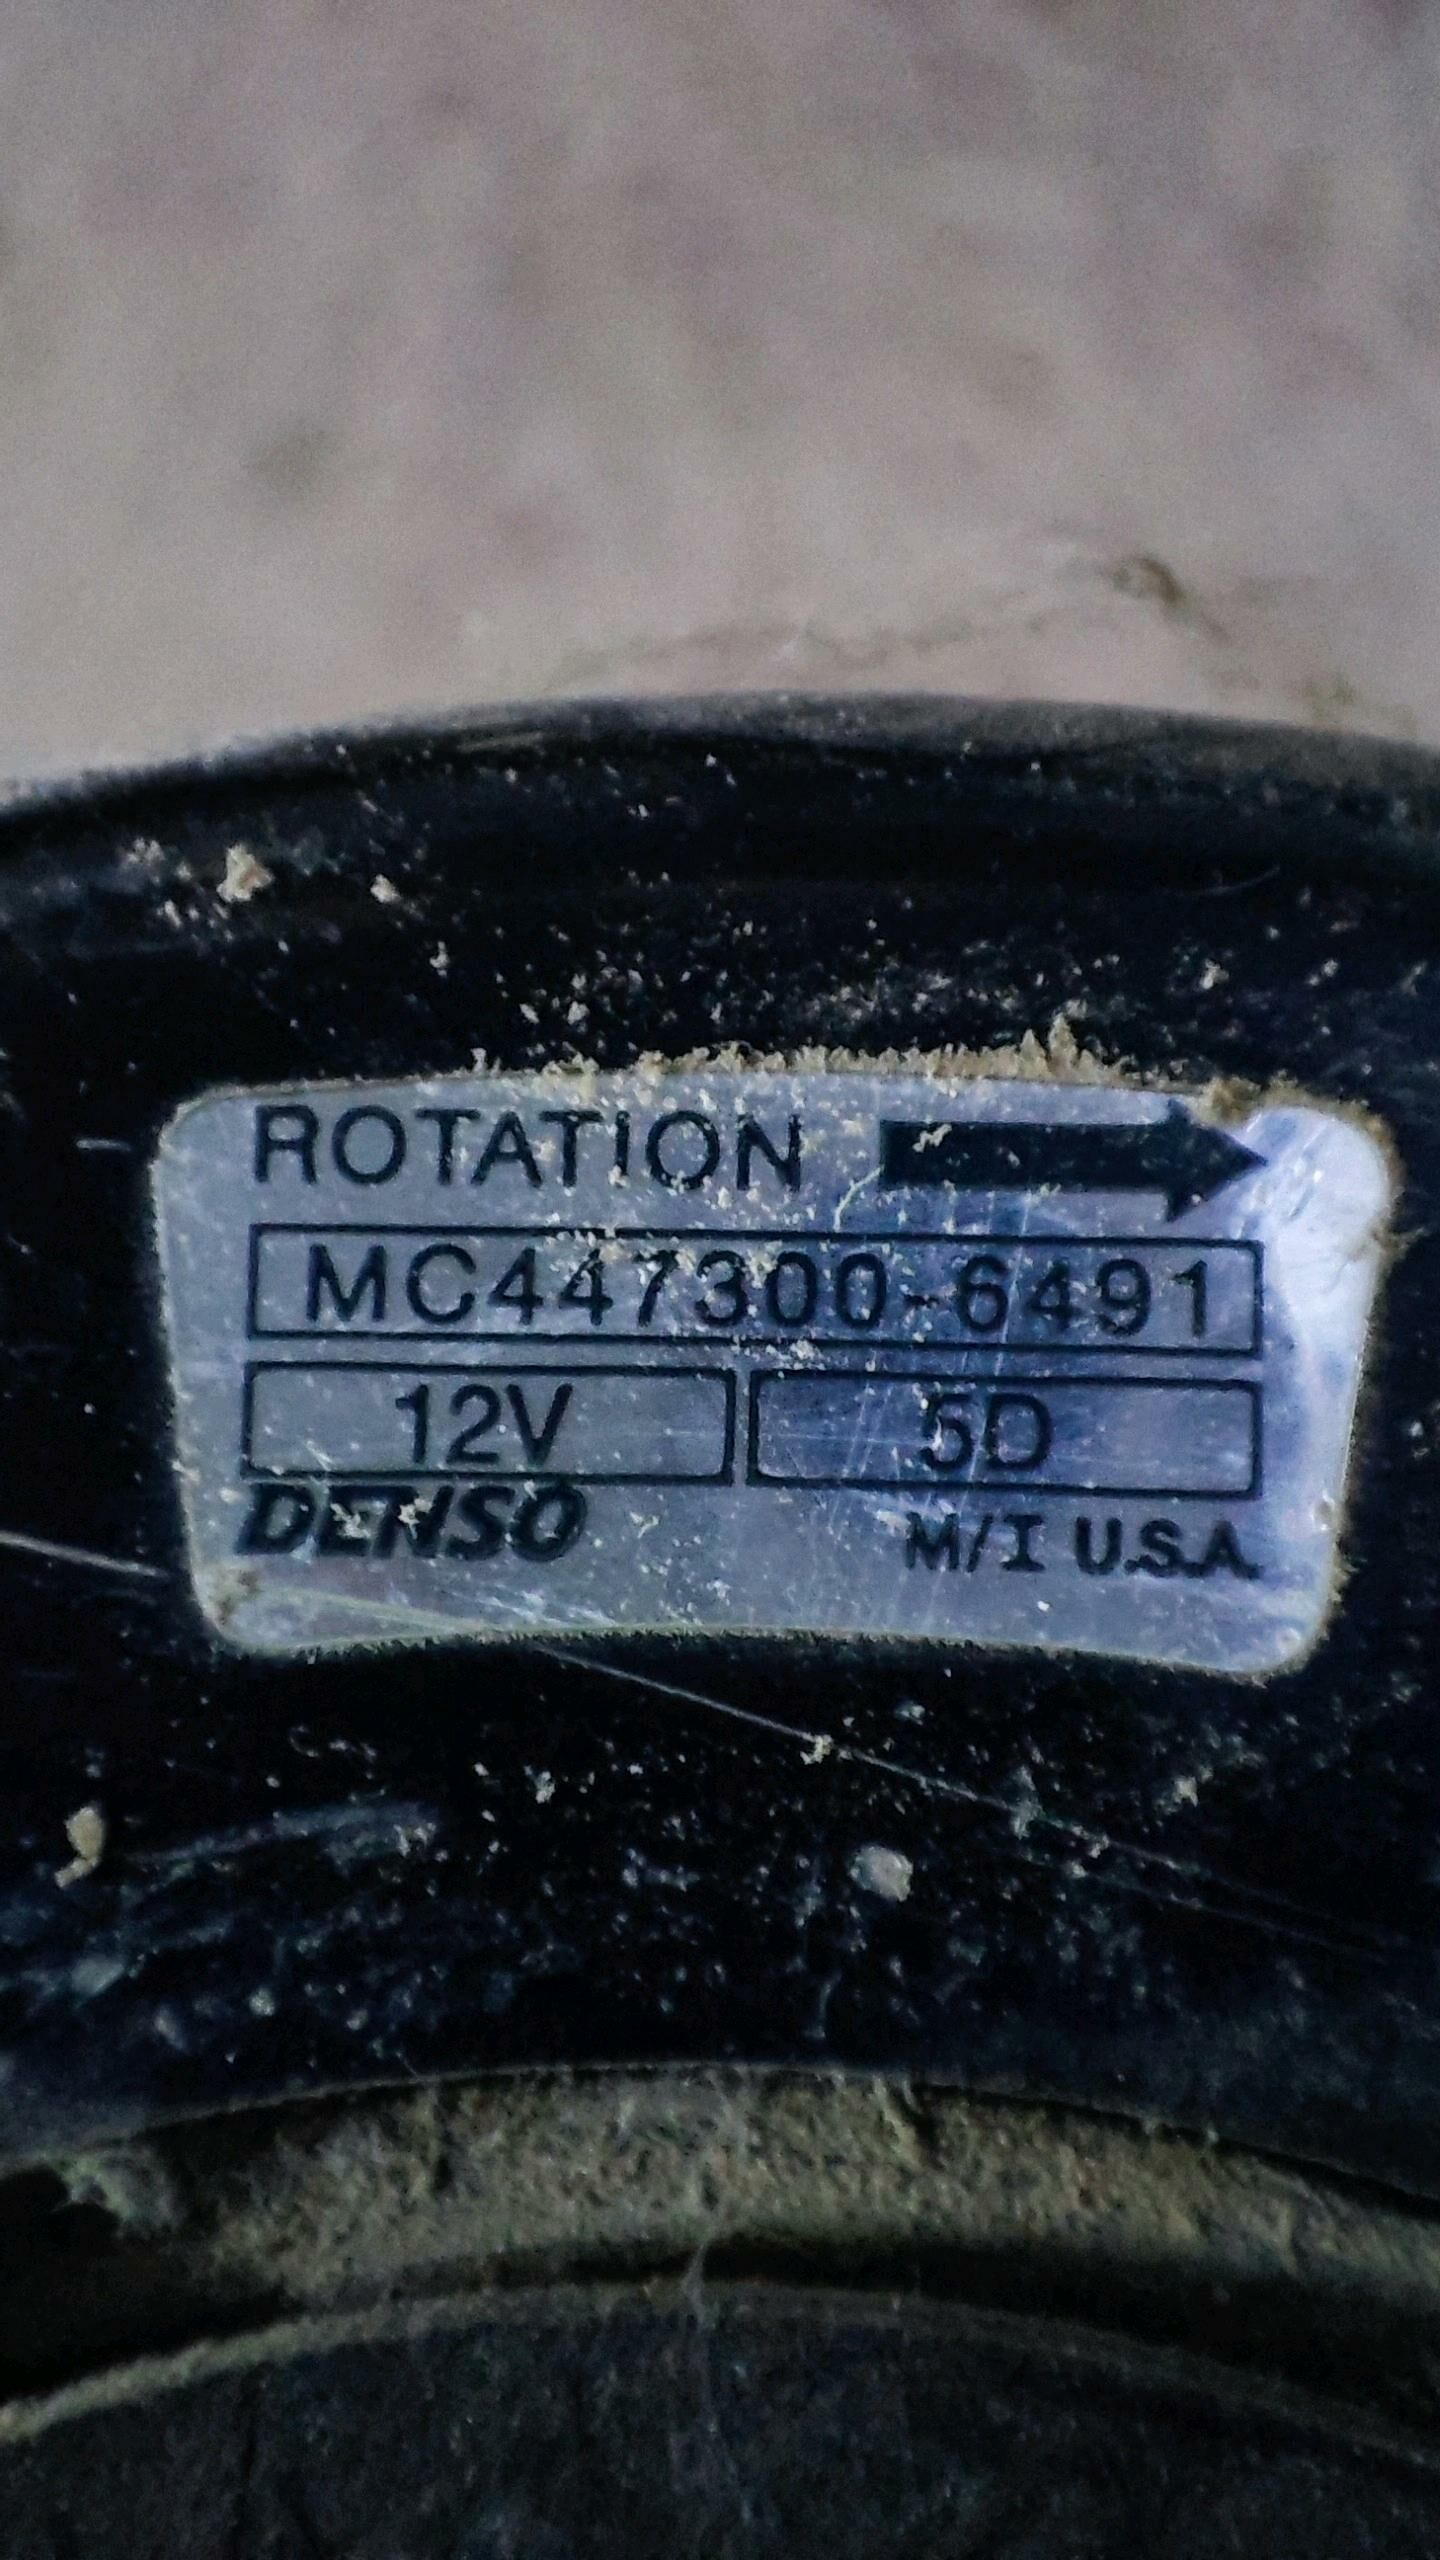 ROTATION
MC447300-6491
12V 5D
DENSO M/I U.S.A.